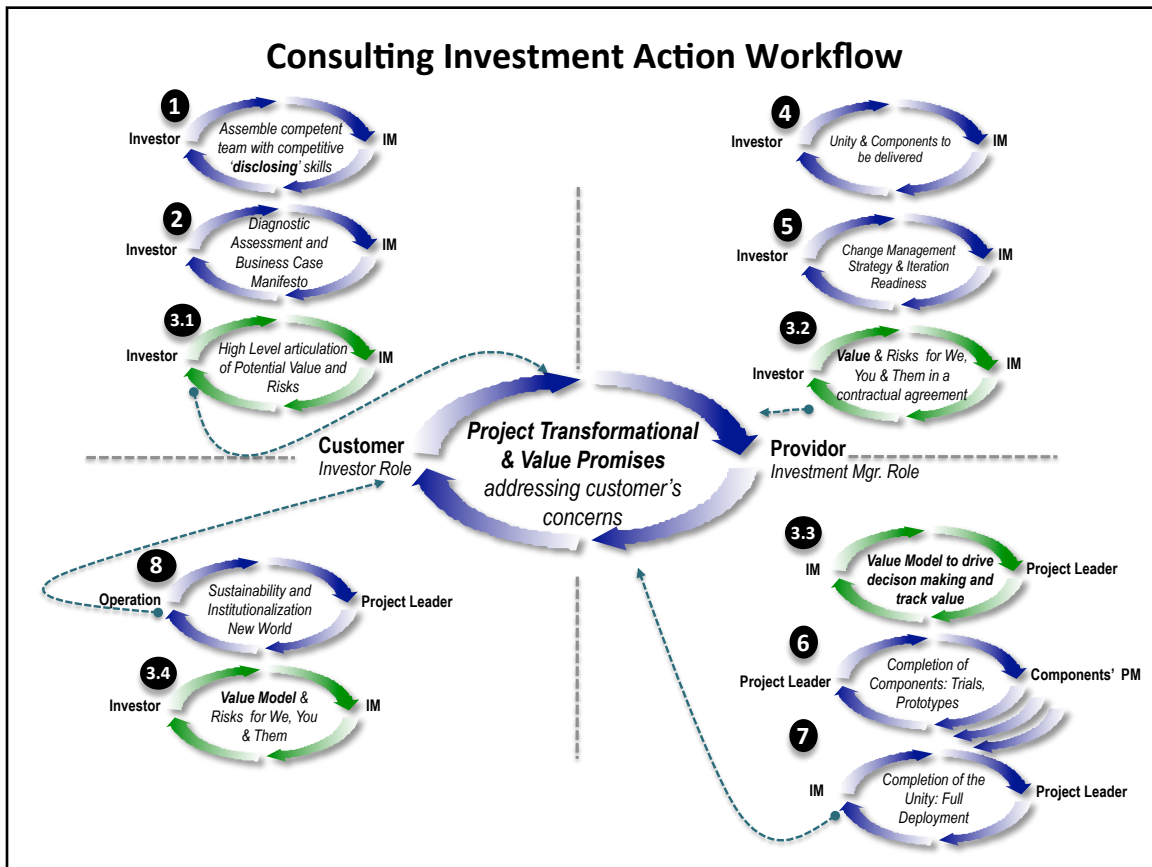 Consulting Investment Action Workflow
1
Investor
Assemble competent
team with competitive
‘disclosing’ skills
IM
2
Investor
Diagnostic
Assessment and
Business Case
Manifesto
IM
3.1
Investor
High Level articulation
of Potential Value and
Risks
IM
4
Investor
Unity & Components to
be delivered
IM
5
Investor
Change Management
Strategy & Iteration
Readiness
IM
3.2
Investor
Value & Risks for We,
You & Them in a
contractual agreement
IM
Customer
Investor Role
Project Transformational
& Value Promises
addressing customer’s
concerns
Providor
Investment Mgr. Role
8
Operation
Sustainability and
Institutionalization
New World
Project Leader
3.4
Investor
Value Model &
Risks for We, You
& Them
IM
3.3
IM
Value Model to drive
decison making and
track value
Project Leader
6
Project Leader
Completion of
Components: Trials,
Prototypes
Components’ PM
7
IM
Completion of the
Unity: Full
Deployment
Project Leader